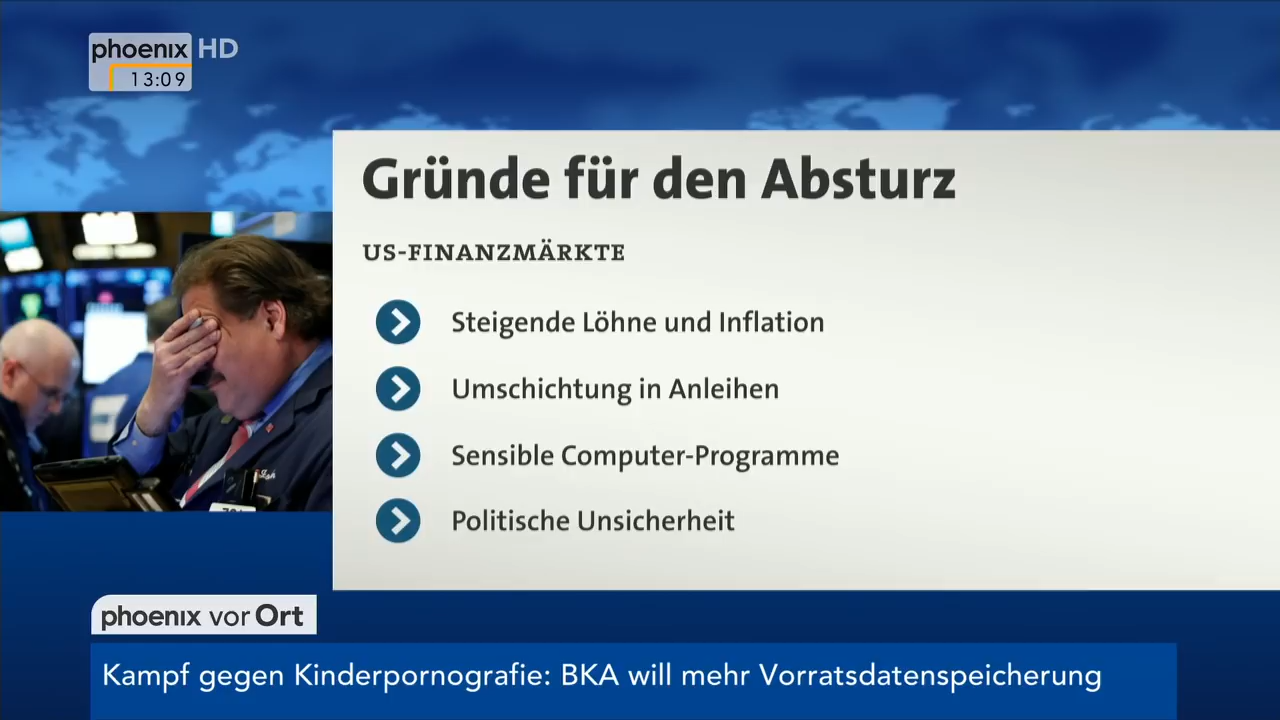 phoenix HD
13:09
Gründe für den Absturz
US-FINANZMÄRKTE
Steigende Löhne und Inflation
Umschichtung in Anleihen
Sensible Computer-Programme
Politische Unsicherheit
phoenix vor Ort
Kampf gegen Kinderpornografie: BKA will mehr Vorratsdatenspeicherung